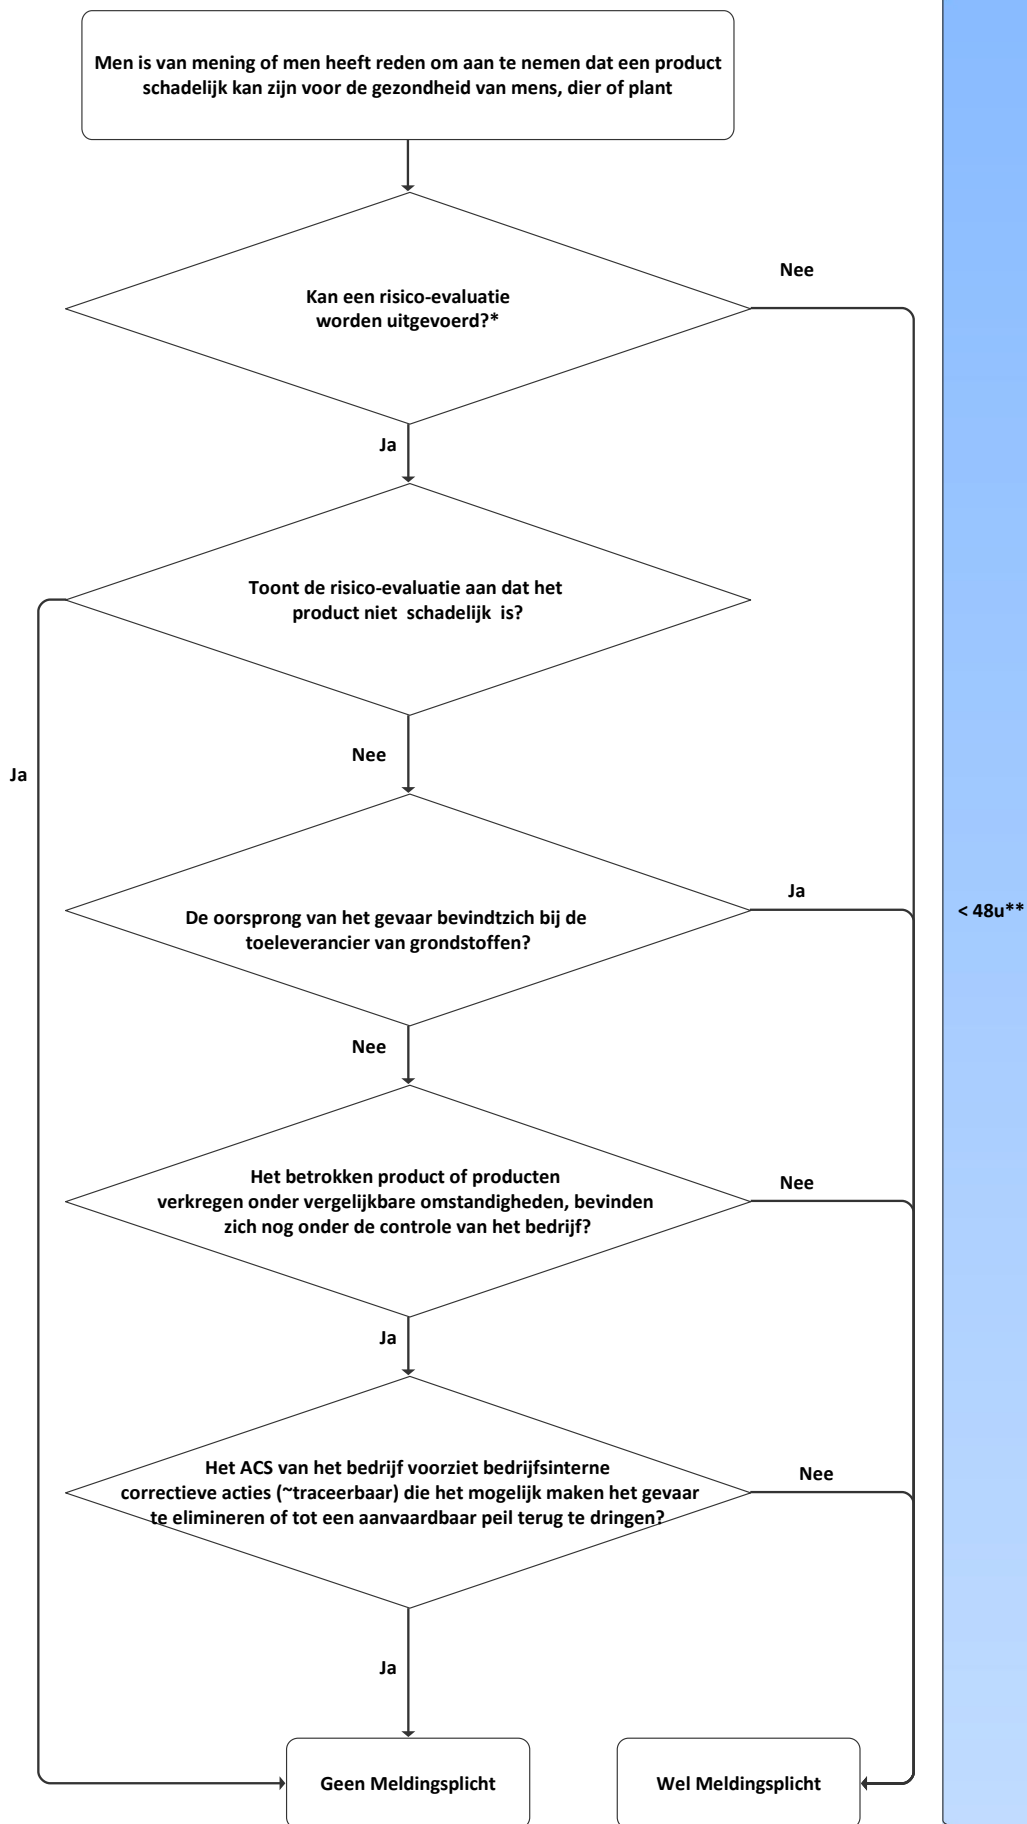 Men is van mening of men heeft reden om aan te nemen dat een product
schadelijk kan zijn voor de gezondheid van mens, dier of plant
Nee
Kan een risico-evaluatie
worden uitgevoerd?*
Ja
Toont de risico-evaluatie aan dat het
product niet  schadelijk  is?
Nee
Ja
Ja
De oorsprong van het gevaar bevindtzich bij de
toeleverancier van grondstoffen?
< 48u**
Nee
Het betrokken product of producten
verkregen onder vergelijkbare omstandigheden, bevinden
zich nog onder de controle van het bedrijf?
Nee
Ja
Het ACS van het bedrijf voorziet bedrijfsinterne
correctieve acties (~traceerbaar) die het mogelijk maken het gevaar
te elimineren of tot een aanvaardbaar peil terug te dringen?
Nee
Ja
Geen Meldingsplicht
Wel Meldingsplicht